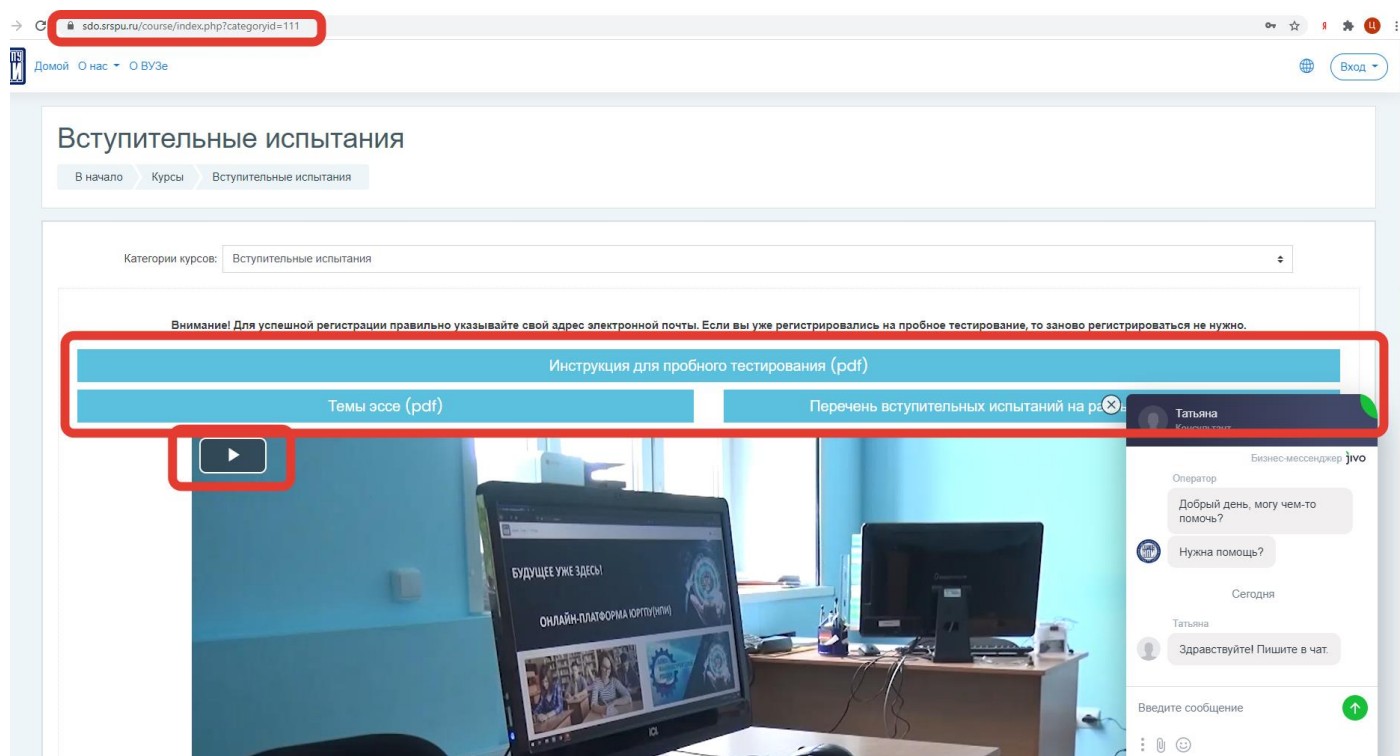 sdo.srspu.ru/course/index.php?categoryid=111
Я
Ц
Домой О нас О ВУЗе
Вход
Вступительные испытания
В начало Курсы Вступительные испытания
Категории курсов: Вступительные испытания
Внимание! Для успешной регистрации правильно указывайте свой адрес электронной почты. Если вы уже регистрировались на пробное тестирование, то заново регистрироваться не нужно.
Инструкция для пробного тестирования (pdf)
Темы эссе (pdf)
Перечень вступительных испытаний на
Татьяна
Консультант
Бизнес-мессенджер jivo
Оператор
Добрый день, могу чем-то
помочь?
Нужна помощь?
Сегодня
Татьяна
Здравствуйте! Пишите в чат.
Введите сообщение
БУДУЩЕЕ УЖЕ ЗДЕСЬ!
ОНЛАЙН-ПЛАТФОРМА ЮРГПУ(НПИ)